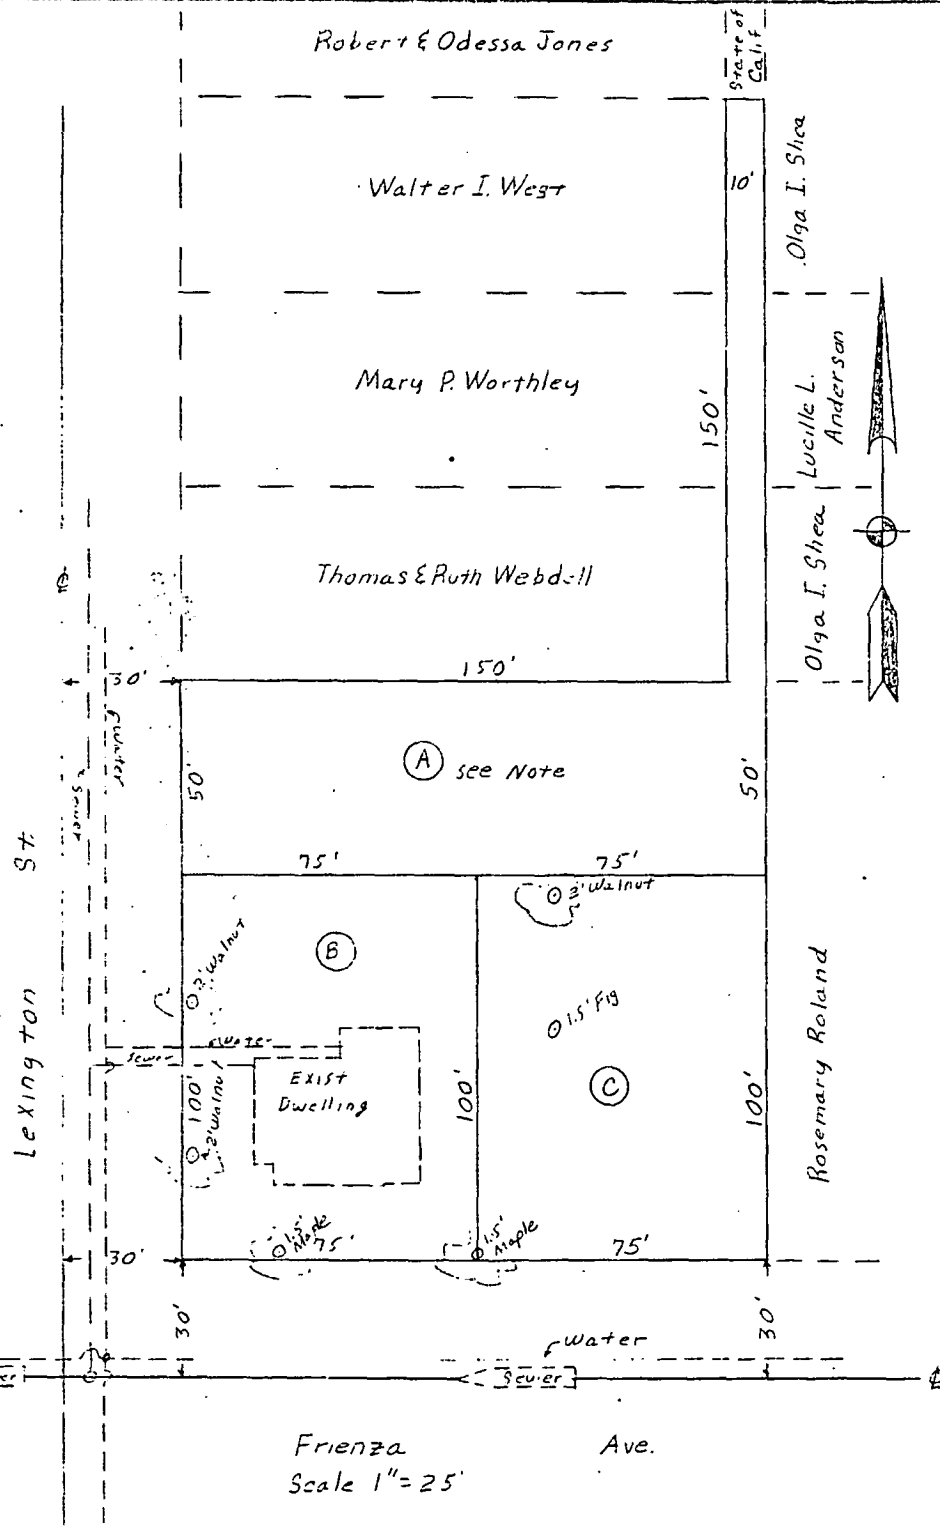 Robert & Odessa Jones
State of
Calif
Walter I. West
10'
Olga I. Shea
Mary P. Worthley
150'
Lucille L.
Anderson
Thomas & Ruth Webdell
Olga I. Shea
30'
150'
water
Sewer
A
see Note
50'
50'
75'
75'
2' Walnut
B
2' Walnut
1.5' Fig
Water
Sewer
Exist
Dwelling
100'
2' Walnut
100'
C
100'
Rosemary Roland
Lexington St.
1.5'
Maple
1.5'
Maple
30'
75'
75'
30'
30'
Water
Sewer
Frienza Ave.
Scale 1"=25'